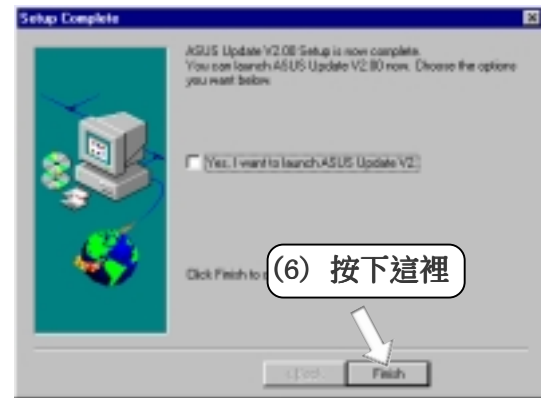 Setup Complete
ASUS Update V2.00 Setup is now complete.
You can launch ASUS Update V2.00 now. Choose the options
you want below.
Yes, I want to launch ASUS Update V2.
Click Finish to
(6) 按下這裡
Finish